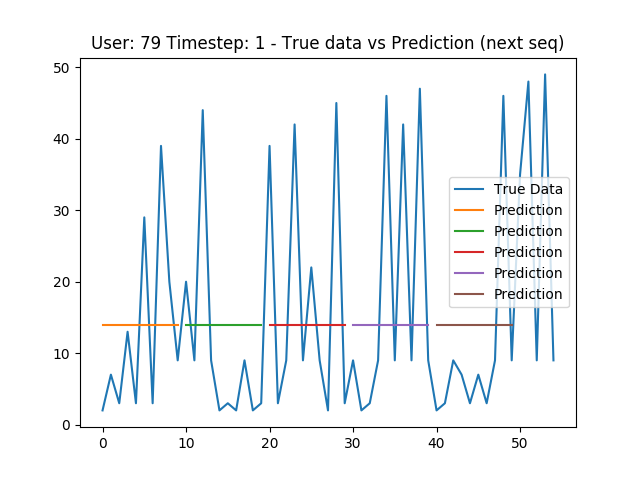 User: 79 Timestep: 1 - True data vs Prediction (next seq)
50
40
30
20
10
0
True Data
Prediction
Prediction
Prediction
Prediction
Prediction
0 10 20 30 40 50